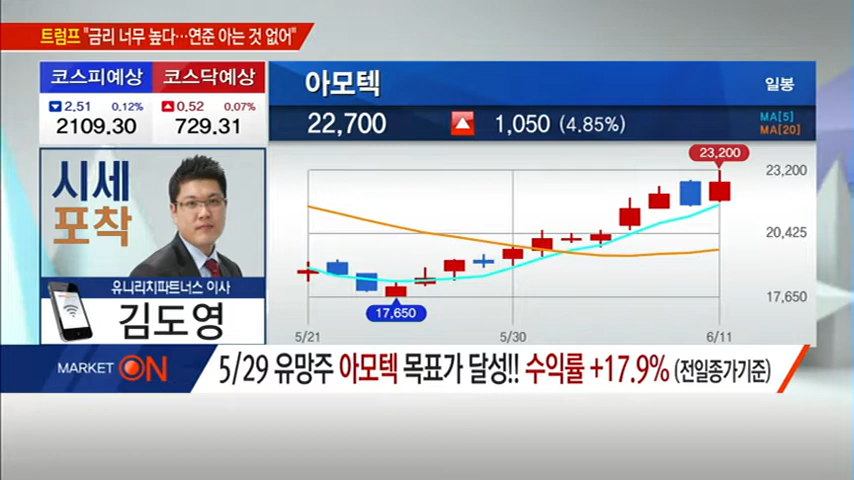 트럼프 "금리 너무 높다…연준 아는 것 없어"
코스피예상 코스닥예상
2.51 0.12% 0.52 0.07%
2109.30 729.31
아모텍 일봉
22,700 1,050 (4.85%)
MA[5]
MA[20]
시세
포착
유니리치파트너스 이사
김도영
23,200
23,200
20,425
17,650
17,650
5/21 5/30 6/11
MARKET ON
5/29 유망주 아모텍 목표가 달성!! 수익률 +17.9% (전일종가기준)